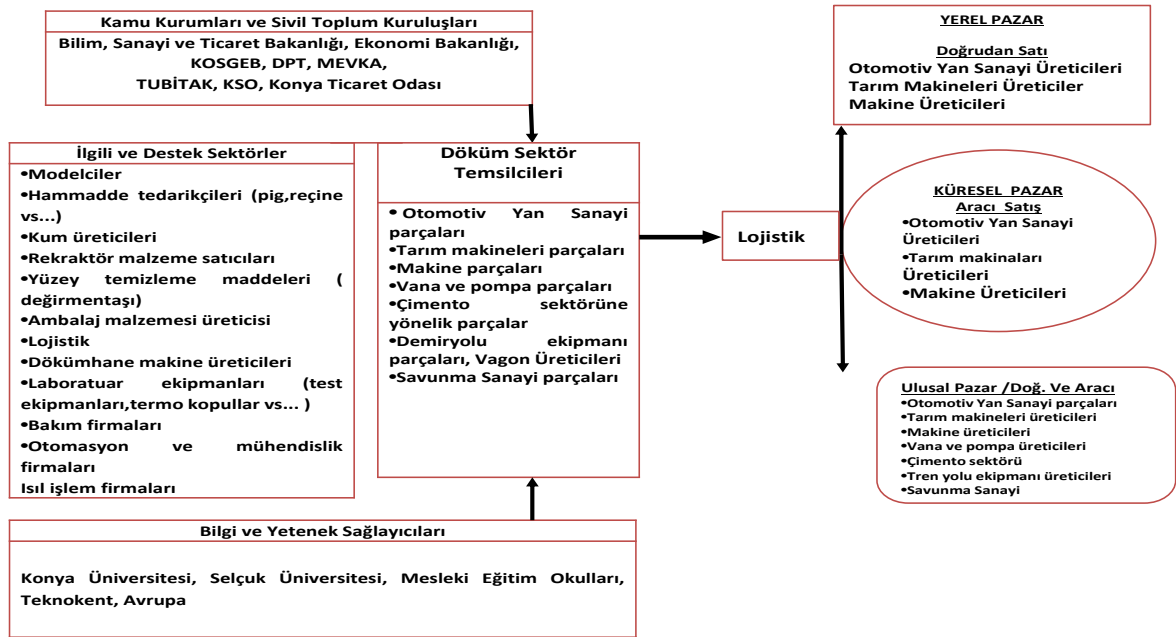 Kamu Kurumları ve Sivil Toplum Kuruluşları
Bilim, Sanayi ve Ticaret Bakanlığı, Ekonomi Bakanlığı,
KOSGEB, DPT, MEVKA,
TUBİTAK, KSO, Konya Ticaret Odası
İlgili ve Destek Sektörler
•Modelciler
•Hammadde tedarikçileri (pig,reçine
vs...)
•Kum üreticileri
•Rekraktör malzeme satıcıları
•Yüzey temizleme maddeleri (
değirmentaşı)
•Ambalaj malzemesi üreticisi
•Lojistik
•Dökümhane makine üreticileri
•Laboratuar ekipmanları (test
ekipmanları,termo kopullar vs... )
•Bakım firmaları
•Otomasyon ve mühendislik
firmaları
Isıl işlem firmaları
Döküm Sektör
Temsilcileri
• Otomotiv Yan Sanayi
parçaları
•Tarım makineleri parçaları
•Makine parçaları
•Vana ve pompa parçaları
•Çimento sektörüne
yönelik parçalar
•Demiryolu ekipmanı
parçaları, Vagon Üreticileri
•Savunma Sanayi parçaları
Bilgi ve Yetenek Sağlayıcıları
Konya Üniversitesi, Selçuk Üniversitesi, Mesleki Eğitim Okulları,
Teknokent, Avrupa
Lojistik
YEREL PAZAR
Doğrudan Satı
Otomotiv Yan Sanayi Üreticileri
Tarım Makineleri Üreticiler
Makine Üreticileri
KÜRESEL PAZAR
Aracı Satış
•Otomotiv Yan Sanayi
Üreticileri
•Tarım makinaları
Üreticileri
•Makine Üreticileri
Ulusal Pazar /Doğ. Ve Aracı
•Otomotiv Yan Sanayi parçaları
•Tarım makineleri üreticileri
•Makine üreticileri
•Vana ve pompa üreticileri
•Çimento sektörü
•Tren yolu ekipmanı üreticileri
•Savunma Sanayi